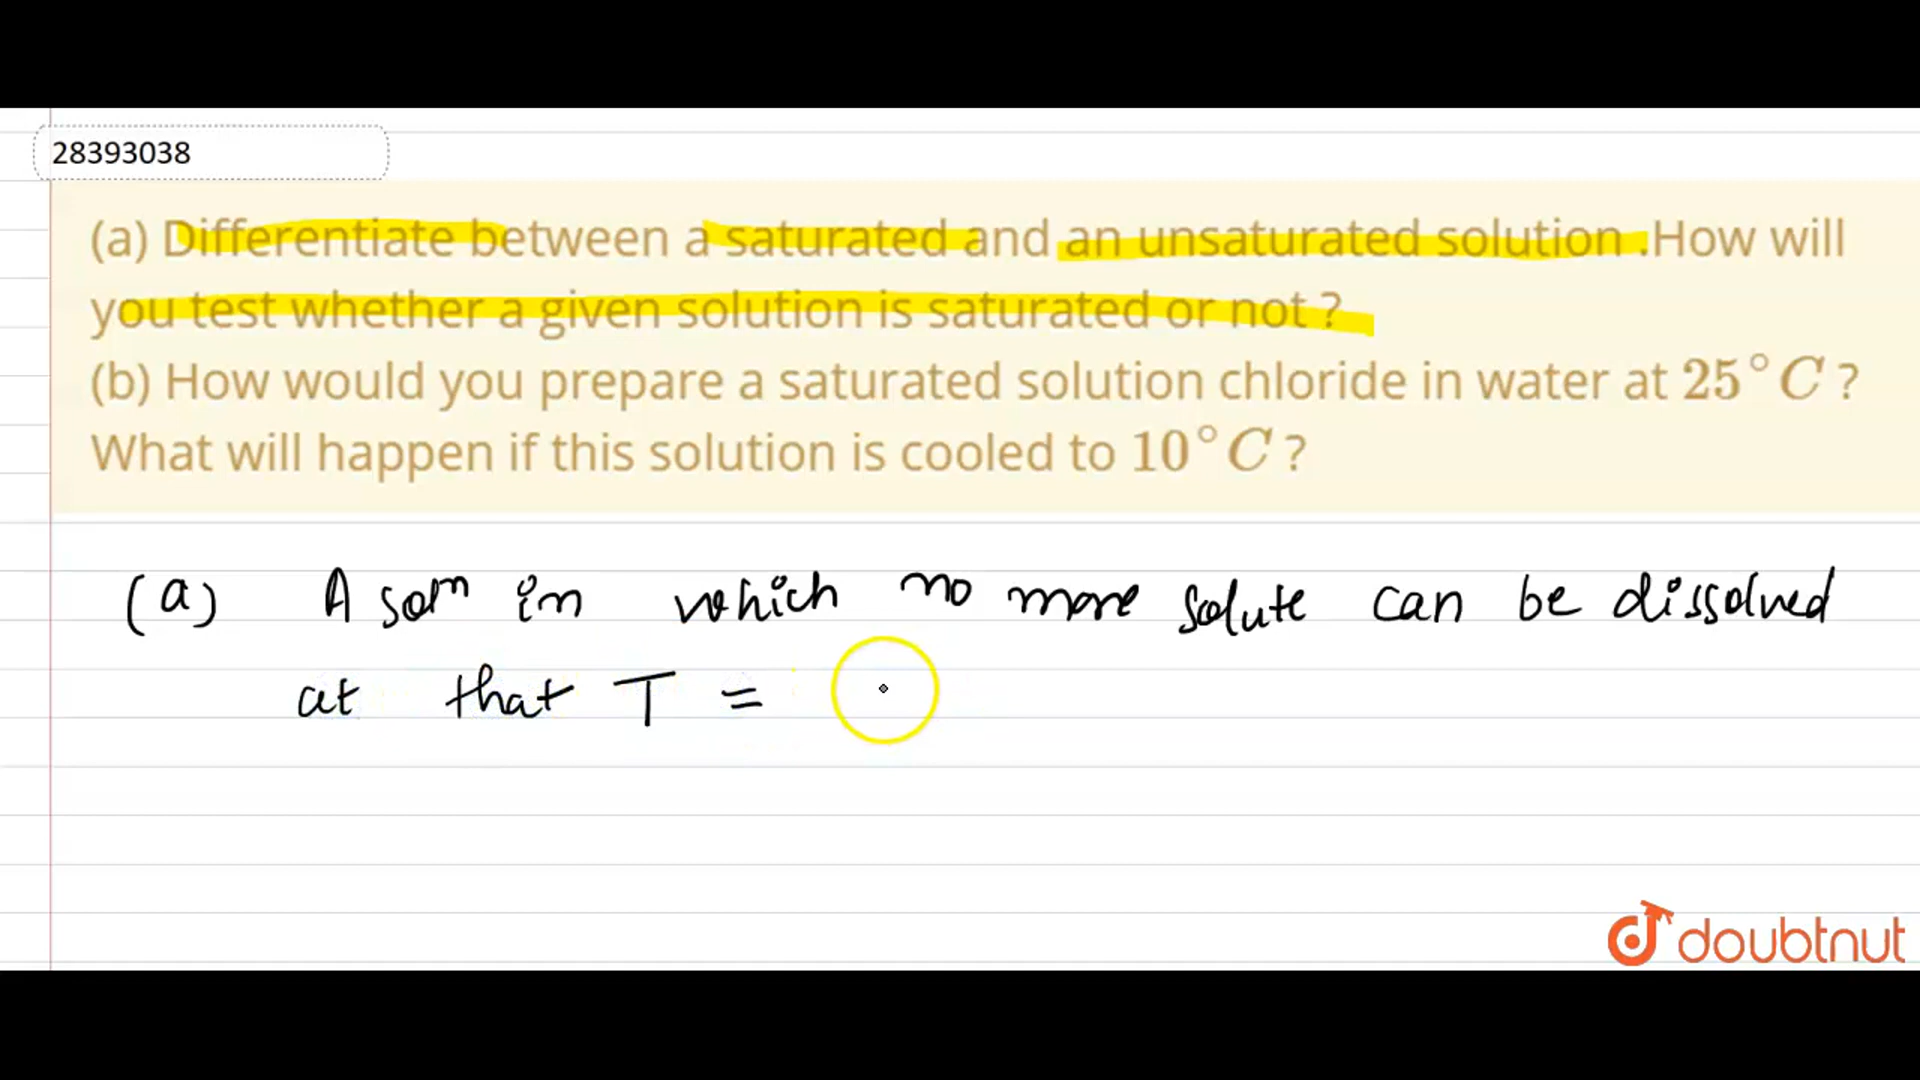 28393038
(a) Differentiate between a saturated and an unsaturated solution .How will
you test whether a given solution is saturated or not ?
(b) How would you prepare a saturated solution chloride in water at 25°C ?
What will happen if this solution is cooled to 10°C ?
(a) A solⁿ in which no more solute can be dissolved
at that T =
doubtnut